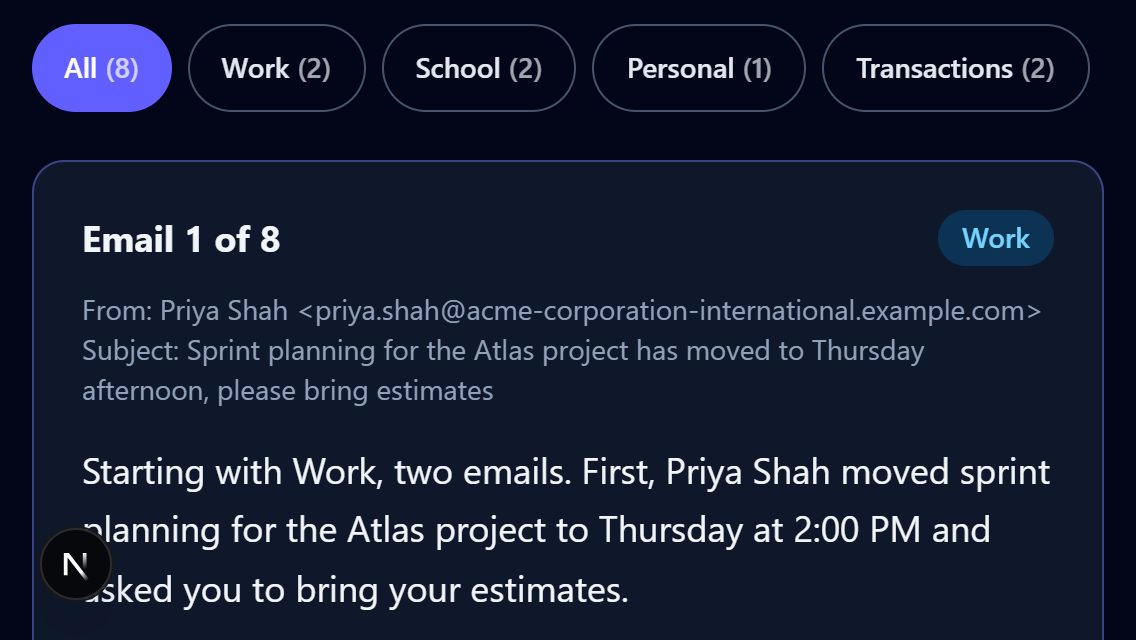 All (8)
Work (2)
School (2)
Personal (1)
Transactions (2)
Email 1 of 8
Work
From: Priya Shah <priya.shah@acme-corporation-international.example.com>
Subject: Sprint planning for the Atlas project has moved to Thursday
afternoon, please bring estimates
Starting with Work, two emails. First, Priya Shah moved sprint
planning for the Atlas project to Thursday at 2:00 PM and
asked you to bring your estimates.
N